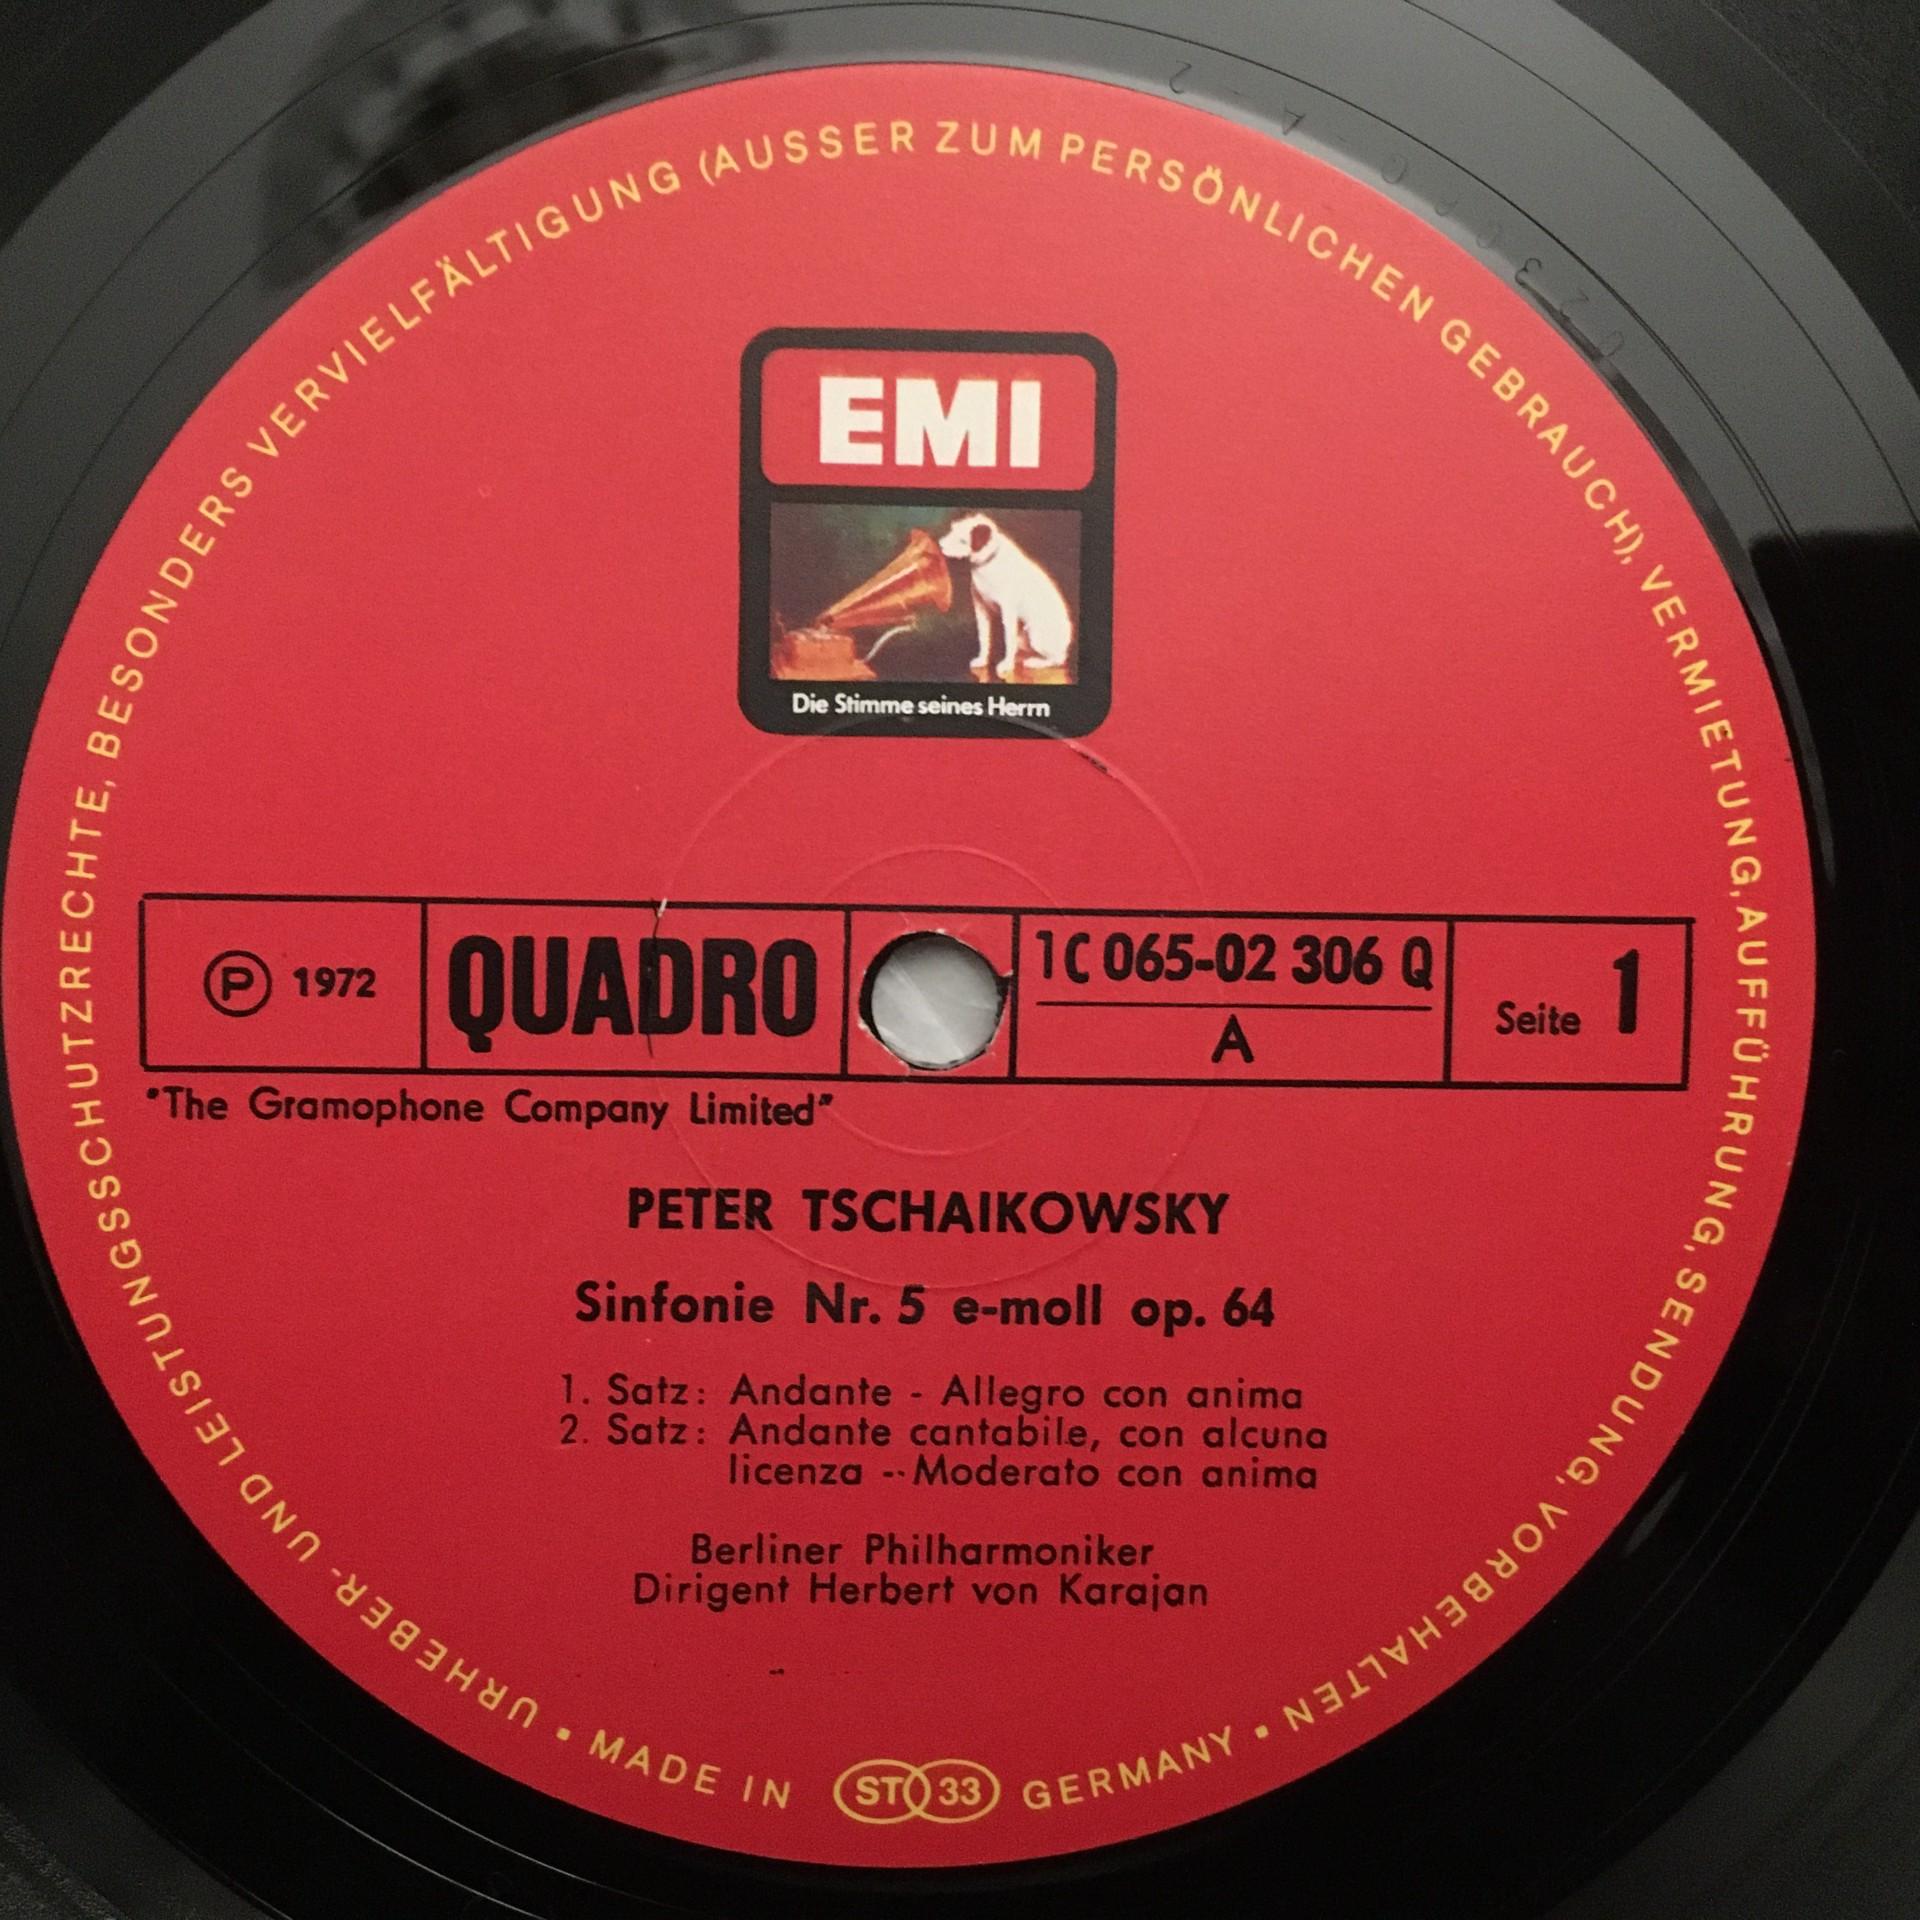 EMI
Die Stimme seines Herrn
Ⓟ 1972
QUADRO
1C 065-02 306 Q
A
Seite 1
"The Gramophone Company Limited"
PETER TSCHAIKOWSKY
Sinfonie Nr. 5 e-moll op. 64
1. Satz: Andante - Allegro con anima
2. Satz: Andante cantabile, con alcuna
licenza -- Moderato con anima
Berliner Philharmoniker
Dirigent Herbert von Karajan
URHEBER- UND LEISTUNGSSCHUTZRECHTE, BESONDERS VERVIELFÄLTIGUNG (AUSSER ZUM PERSÖNLICHEN GEBRAUCH), VERMIETUNG, AUFFÜHRUNG, SENDUNG, VORBEHALTEN •
MADE IN ST 33 GERMANY •